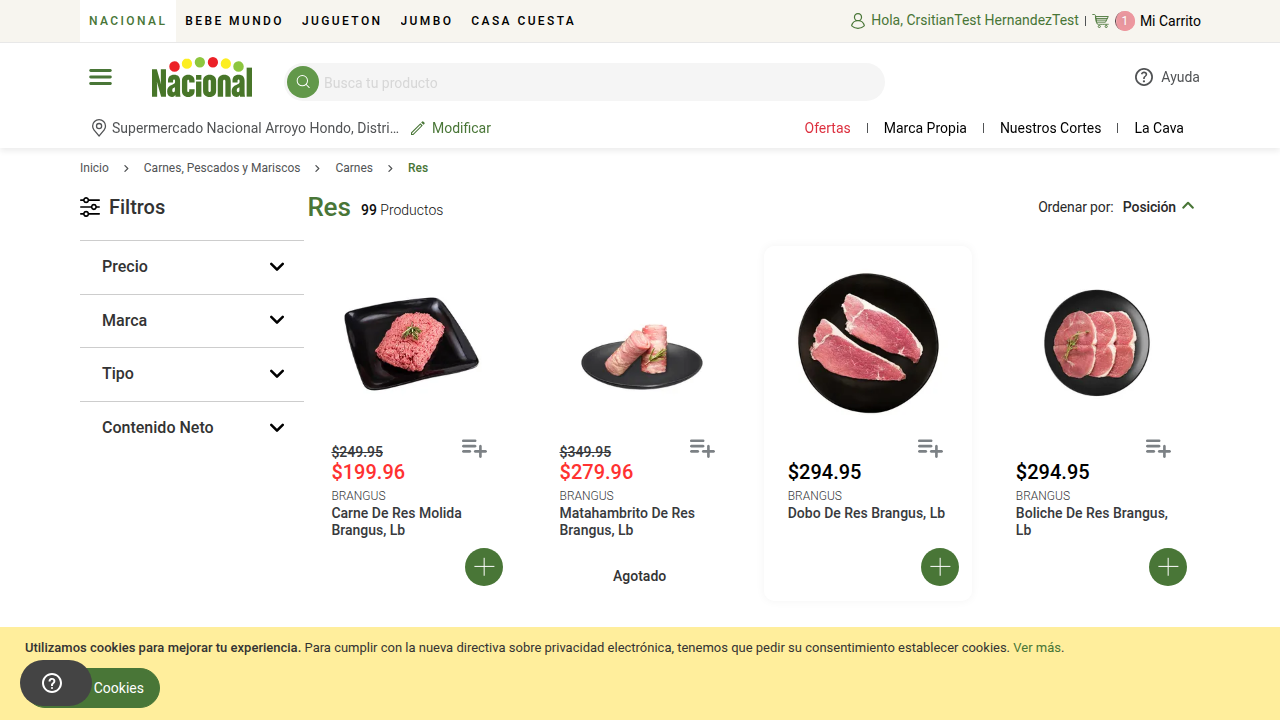 NACIONAL BEBE MUNDO JUGUETON JUMBO CASA CUESTA
Hola, CrsitianTest HernandezTest | 1 Mi Carrito
Nacional
Busca tu producto
Ayuda
Supermercado Nacional Arroyo Hondo, Distri... Modificar
Ofertas | Marca Propia | Nuestros Cortes | La Cava
Inicio > Carnes, Pescados y Mariscos > Carnes > Res
Filtros
Precio
Marca
Tipo
Contenido Neto
Res 99 Productos
Ordenar por: Posición
$249.95
$199.96
BRANGUS
Carne De Res Molida
Brangus, Lb
$349.95
$279.96
BRANGUS
Matahambrito De Res
Brangus, Lb
Agotado
$294.95
BRANGUS
Dobo De Res Brangus, Lb
$294.95
BRANGUS
Boliche De Res Brangus,
Lb
Utilizamos cookies para mejorar tu experiencia. Para cumplir con la nueva directiva sobre privacidad electrónica, tenemos que pedir su consentimiento establecer cookies. Ver más.
Cookies